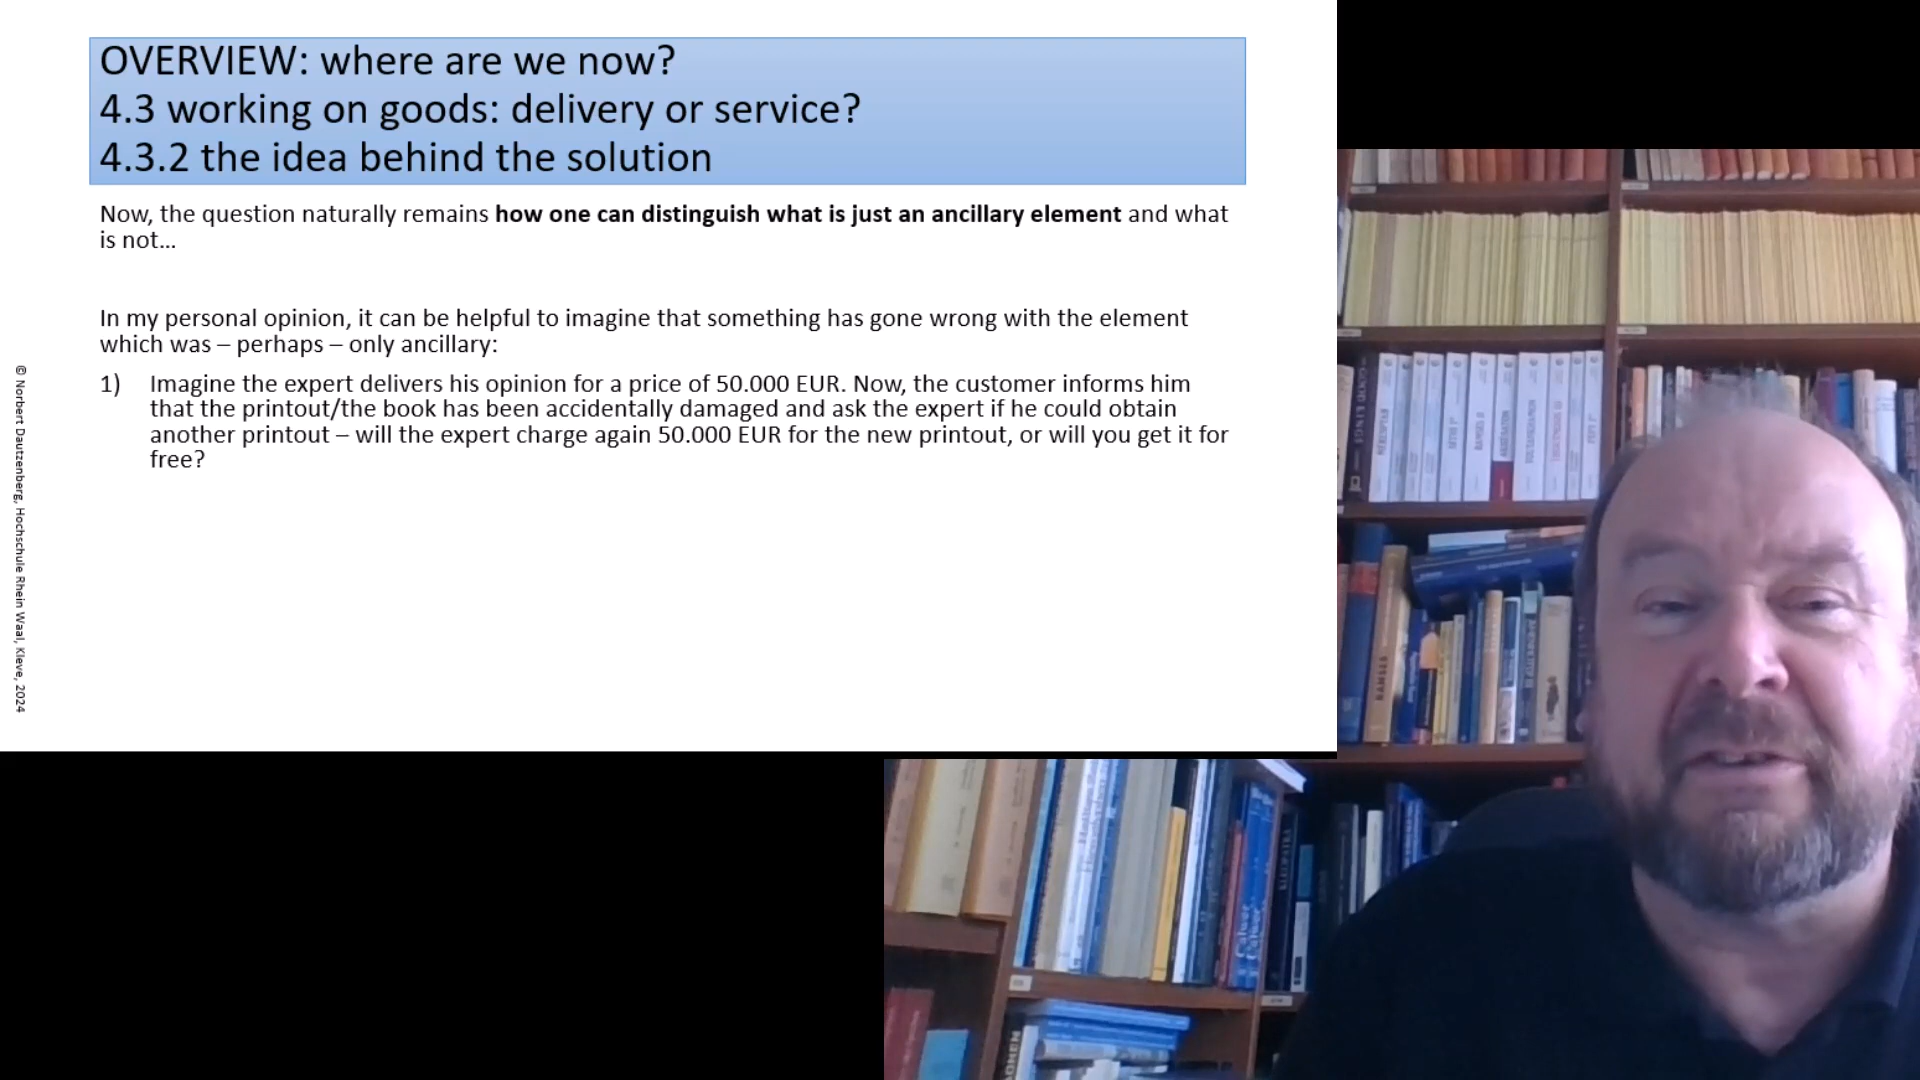 OVERVIEW: where are we now?
4.3 working on goods: delivery or service?
4.3.2 the idea behind the solution
Now, the question naturally remains how one can distinguish what is just an ancillary element and what
is not...
In my personal opinion, it can be helpful to imagine that something has gone wrong with the element
which was – perhaps – only ancillary:
1) Imagine the expert delivers his opinion for a price of 50.000 EUR. Now, the customer informs him
that the printout/the book has been accidentally damaged and ask the expert if he could obtain
another printout – will the expert charge again 50.000 EUR for the new printout, or will you get it for
free?
© Norbert Dautzenberg, Hochschule Rhein Waal, Kleve, 2024
RAMSES